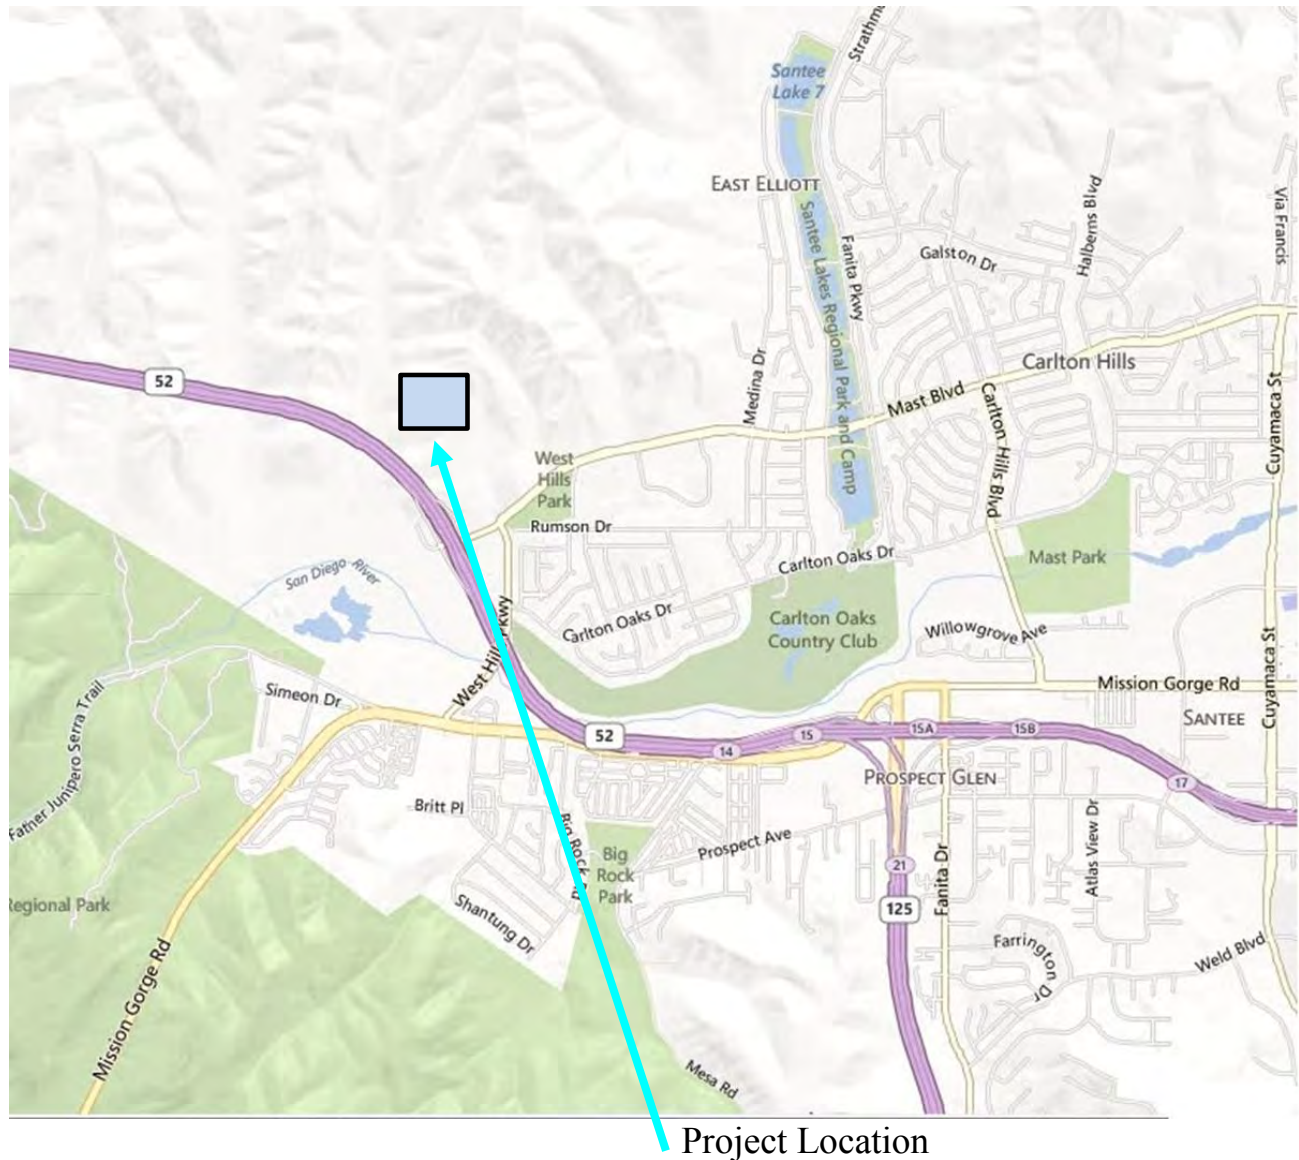 Strathm
Santee
Lake 7
EAST ELLIOTT
Santee Lakes Regional Park and Camp
Fanita Pkwy
Galston Dr
Halberns Blvd
Via Francis
52
Medina Dr
Carlton Hills
Mast Blvd
Carlton Hills Blvd
Cuyamaca St
West
Hills
Park
Rumson Dr
San Diego River
Carlton Oaks Dr
Mast Park
Carlton Oaks Dr
Carlton Oaks
Country Club
Willowgrove Ave
West Hill Pkwy
Cuyamaca St
Simeon Dr
Mission Gorge Rd
SANTEE
Father Junipero Serra Trail
52
14
15
15A
15B
17
PROSPECT GLEN
Britt Pl
Big Rock Rd
Big
Rock
Park
Prospect Ave
Atlas View Dr
21
Fanita Dr
125
Regional Park
Shantung Dr
Farrington Dr
Weld Blvd
Mission Gorge Rd
Mesa Rd
Project Location